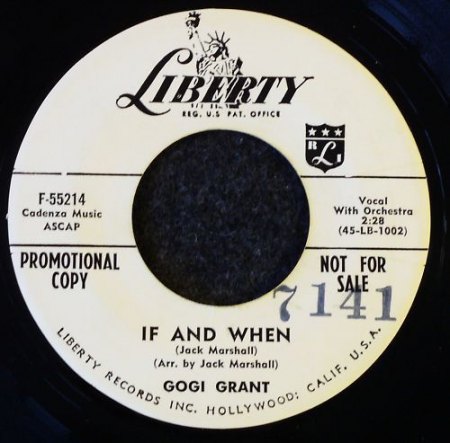 LIBERTY
REG. U.S. PAT. OFFICE
R L I
F-55214
Cadenza Music
ASCAP
Vocal
With Orchestra
2:28
(45-LB-1002)
PROMOTIONAL
COPY
NOT FOR
SALE
7141
IF AND WHEN
(Jack Marshall)
(Arr. by Jack Marshall)
GOGI GRANT
LIBERTY RECORDS INC. HOLLYWOOD; CALIF. U.S.A.